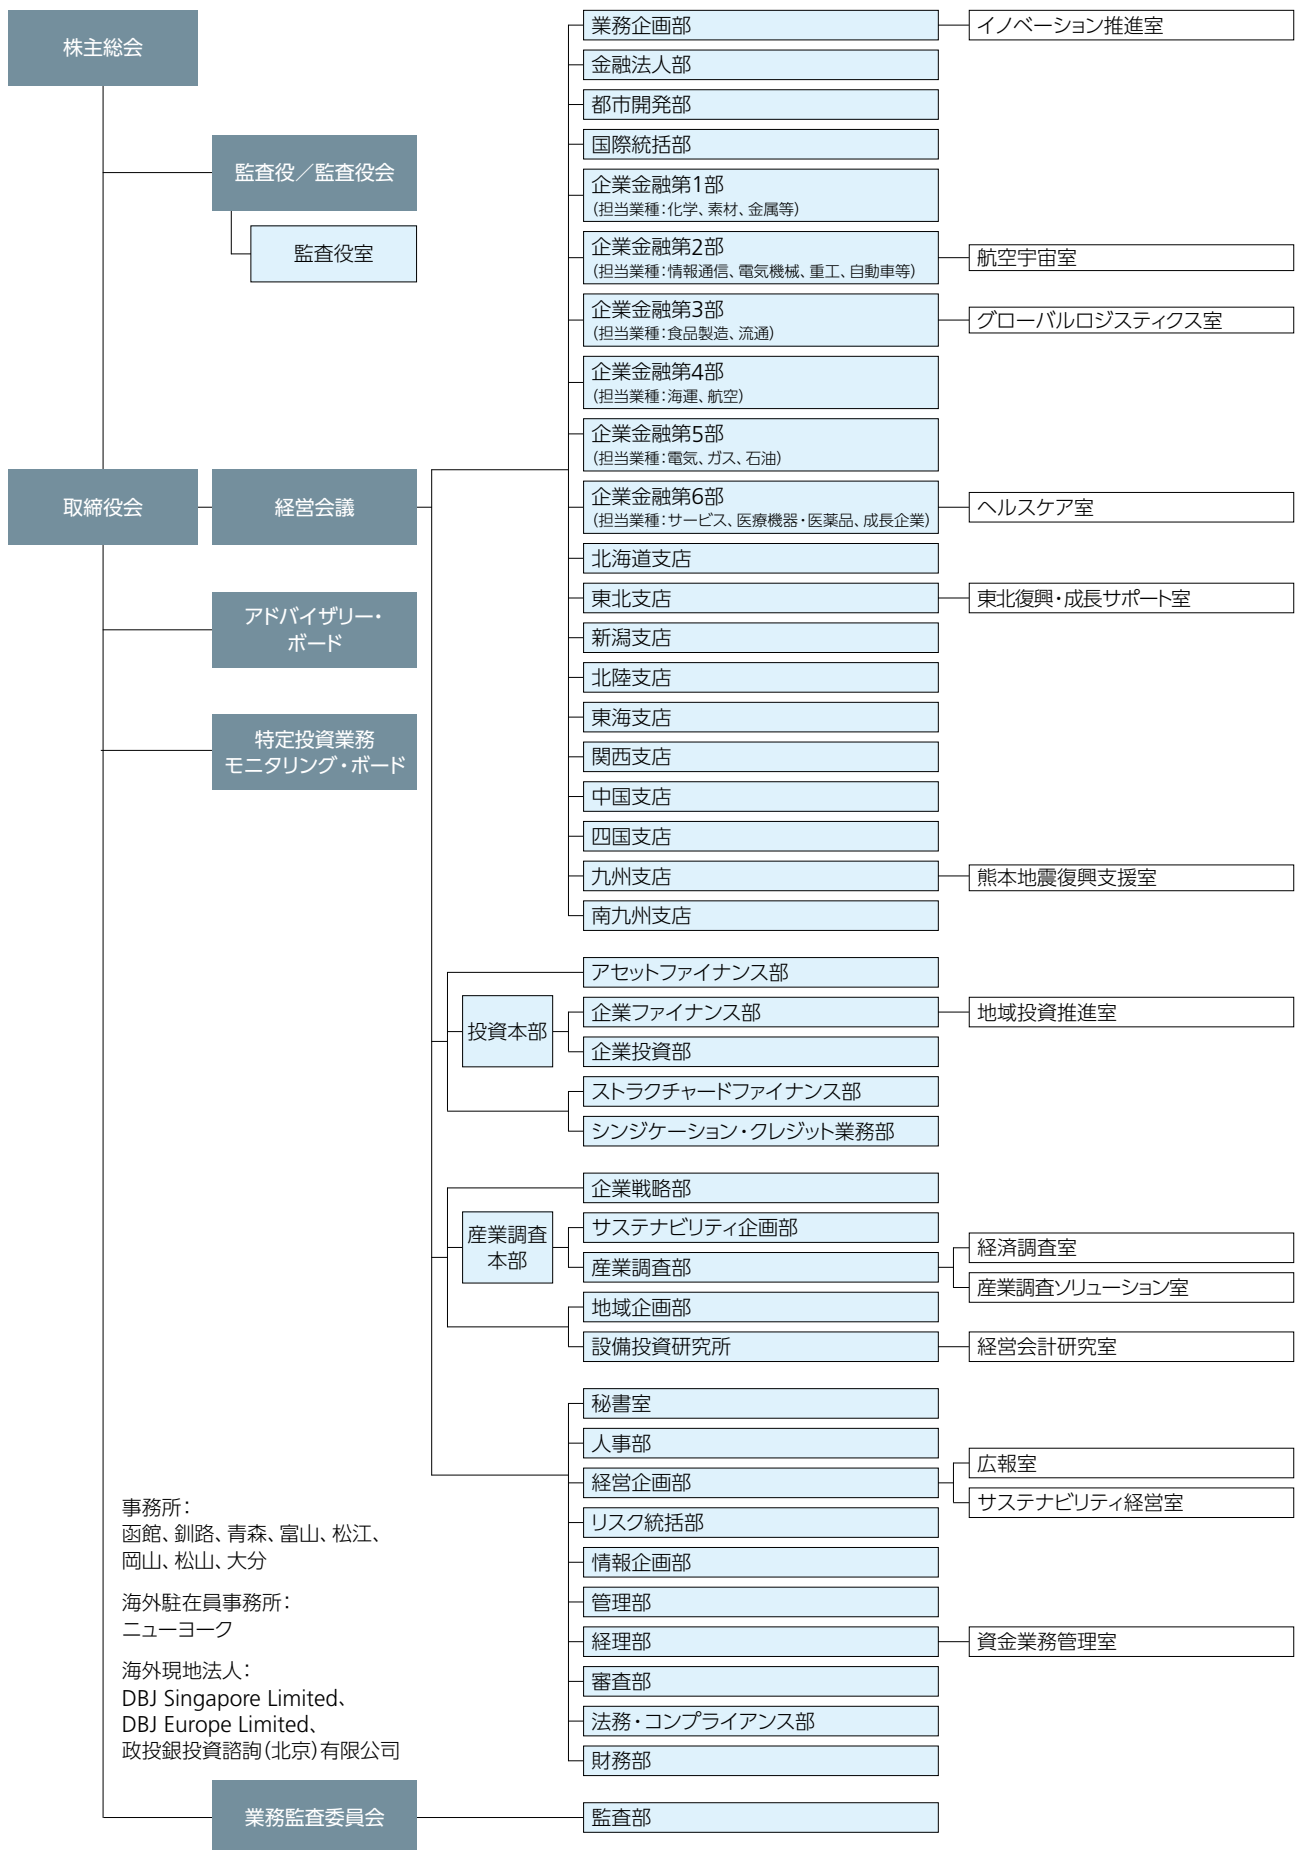 株主総会
監査役／監査役会
監査役室
取締役会
経営会議
アドバイザリー・
ボード
特定投資業務
モニタリング・ボード
業務企画部
イノベーション推進室
金融法人部
都市開発部
国際統括部
企業金融第1部
（担当業種：化学、素材、金属等）
企業金融第2部
（担当業種：情報通信、電気機械、重工、自動車等）
航空宇宙室
企業金融第3部
（担当業種：食品製造、流通）
グローバルロジスティクス室
企業金融第4部
（担当業種：海運、航空）
企業金融第5部
（担当業種：電気、ガス、石油）
企業金融第6部
（担当業種：サービス、医療機器・医薬品、成長企業）
ヘルスケア室
北海道支店
東北支店
東北復興・成長サポート室
新潟支店
北陸支店
東海支店
関西支店
中国支店
四国支店
九州支店
熊本地震復興支援室
南九州支店
アセットファイナンス部
投資本部
企業ファイナンス部
地域投資推進室
企業投資部
ストラクチャードファイナンス部
シンジケーション・クレジット業務部
企業戦略部
産業調査
本部
サステナビリティ企画部
産業調査部
経済調査室
産業調査ソリューション室
地域企画部
設備投資研究所
経営会計研究室
秘書室
人事部
経営企画部
広報室
サステナビリティ経営室
リスク統括部
情報企画部
管理部
経理部
資金業務管理室
審査部
法務・コンプライアンス部
財務部
事務所：
函館、釧路、青森、富山、松江、
岡山、松山、大分
海外駐在員事務所：
ニューヨーク
海外現地法人：
DBJ Singapore Limited、
DBJ Europe Limited、
政投銀投資諮詢（北京）有限公司
業務監査委員会
監査部